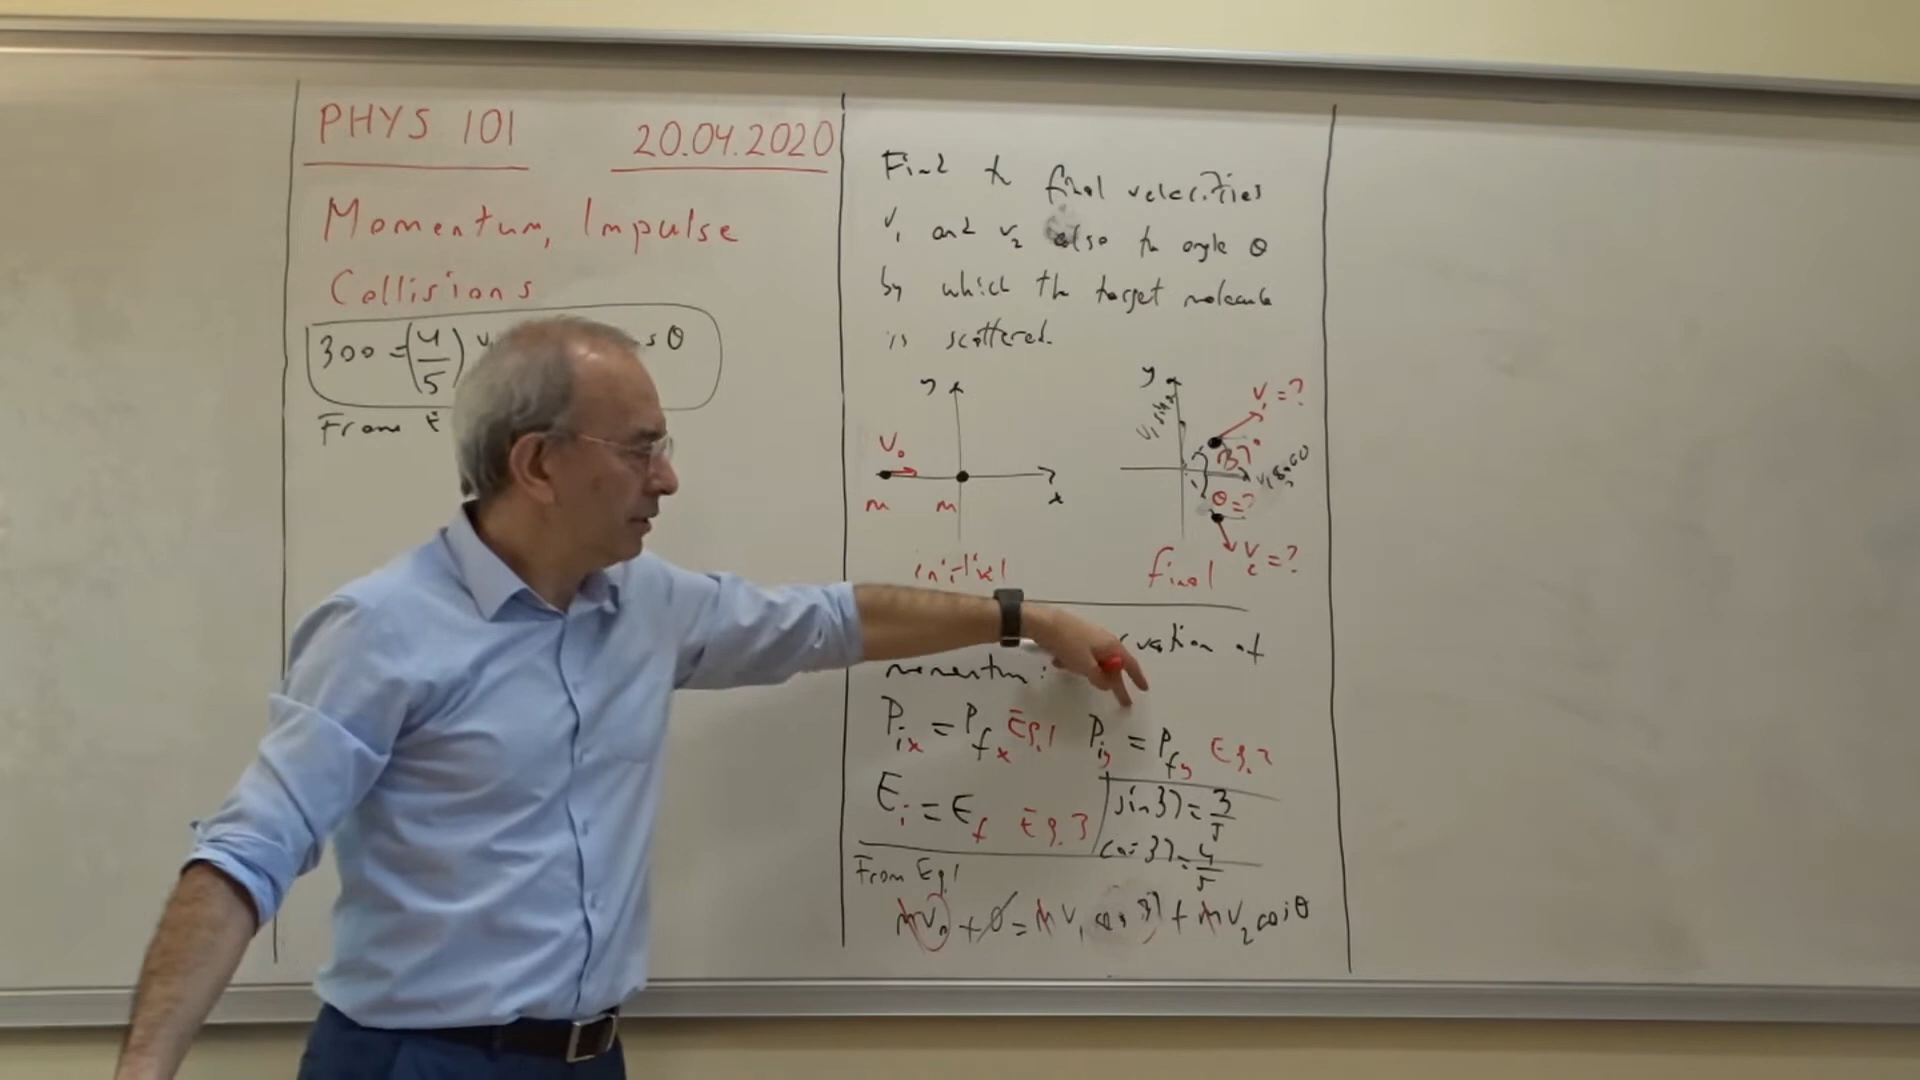 PHYS 101 20.04.2020
Momentum, Impulse
Collisions
300 = (4/5) v s θ
From E
Find the final velocities
v₁ and v₂ also the angle θ
by which the target molecule
is scattered.
y
V₀
m m
x
initial
y
V₁ = ?
37°
θ = ?
V₂ = ?
final
vation of
momentum:
Pix = Pfx Eq.1 Piy = Pfy Eq.2
Ei = Ef Eq.3
sin37 = 3/5
cos37 = 4/5
From Eq1
mv₀ + 0 = mv₁ cos37 + mv₂ cosθ